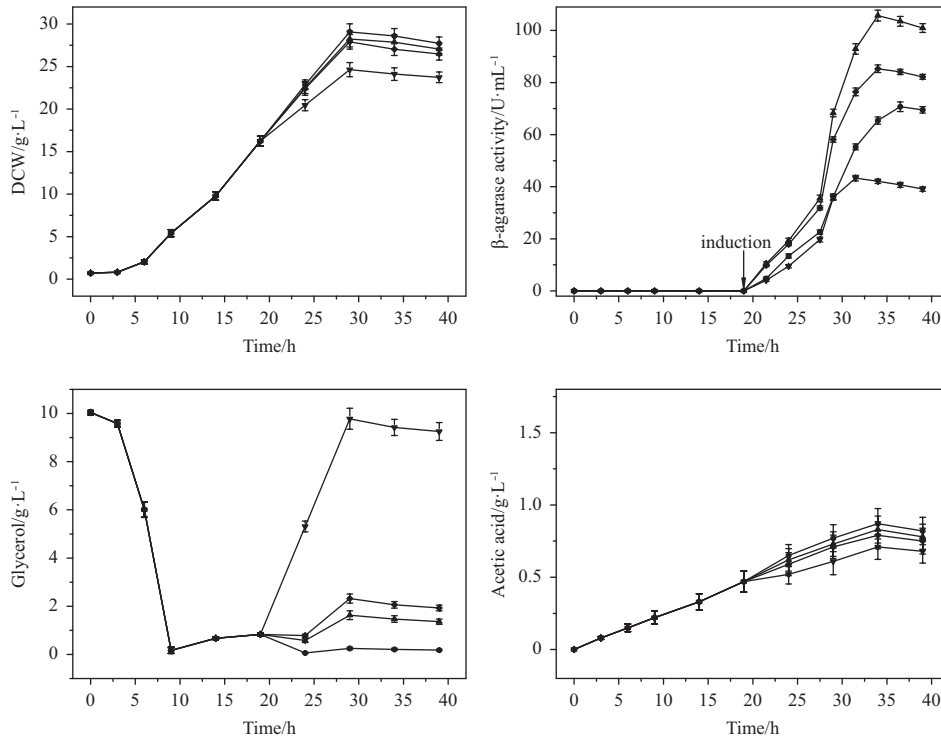 DCW/g·L⁻¹
30
25
20
15
10
5
0
0 5 10 15 20 25 30 35 40
Time/h
β-agarase activity/U·mL⁻¹
100
80
60
40
20
0
induction
0 5 10 15 20 25 30 35 40
Time/h
Glycerol/g·L⁻¹
10
8
6
4
2
0
0 5 10 15 20 25 30 35 40
Time/h
Acetic acid/g·L⁻¹
1.5
1.0
0.5
0.0
0 5 10 15 20 25 30 35 40
Time/h